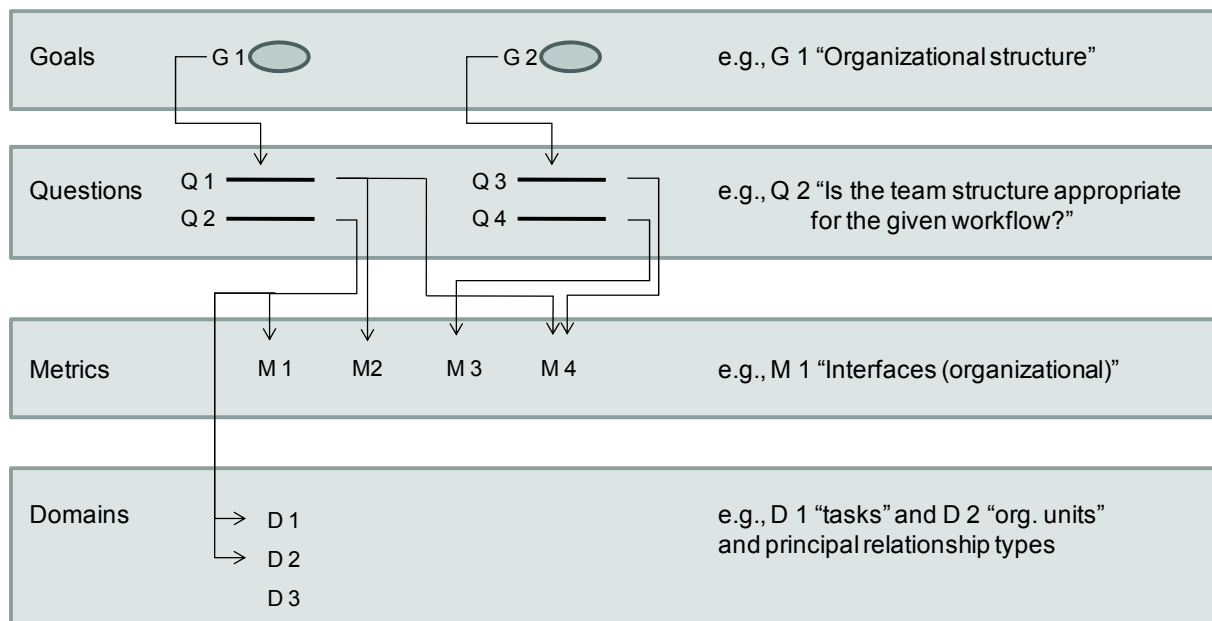 Goals
G 1
G 2
e.g., G 1 “Organizational structure”
Questions
Q 1
Q 2
Q 3
Q 4
e.g., Q 2 “Is the team structure appropriate
for the given workflow?”
Metrics
M 1
M2
M 3
M 4
e.g., M 1 “Interfaces (organizational)”
Domains
D 1
D 2
D 3
e.g., D 1 “tasks” and D 2 “org. units”
and principal relationship types